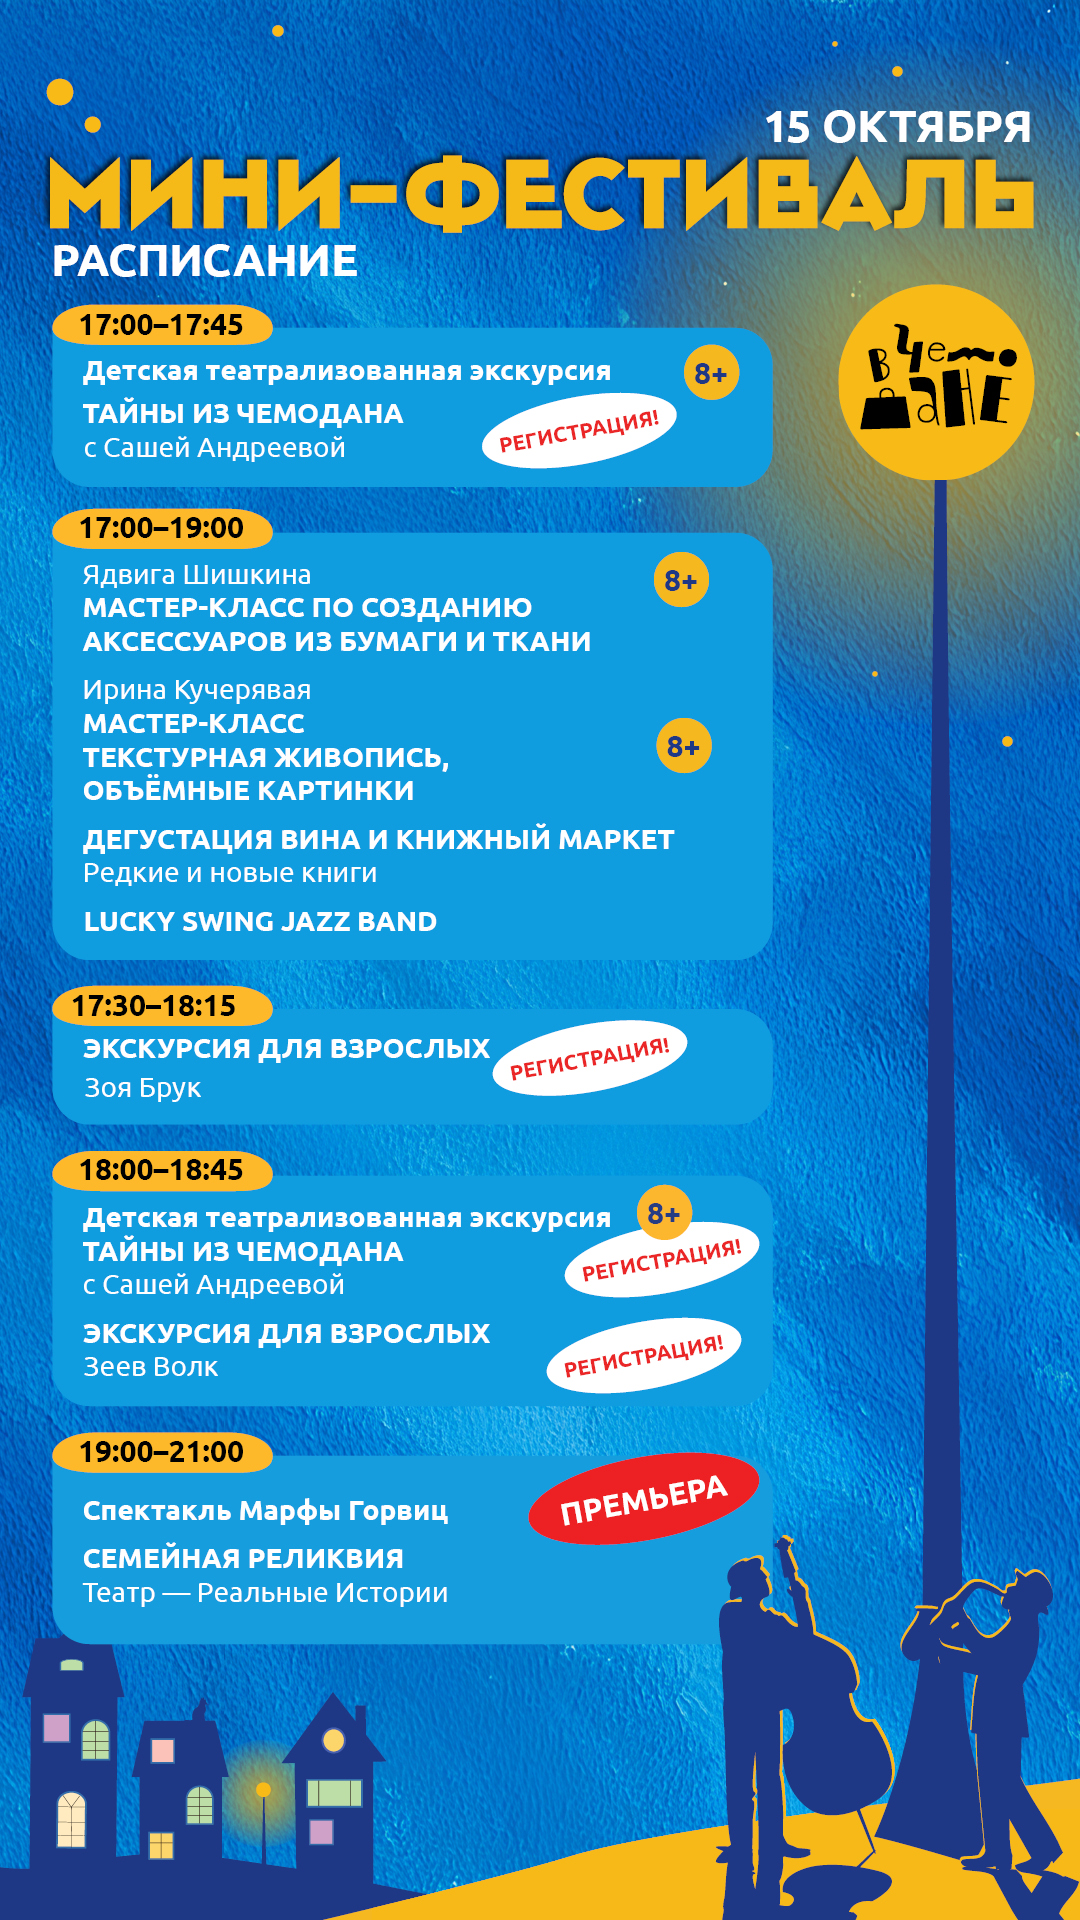 15 ОКТЯБРЯ
МИНИ-ФЕСТИВАЛЬ
РАСПИСАНИЕ
В ЧЕМО
ДАНЕ
17:00–17:45
Детская театрализованная экскурсия
8+
ТАЙНЫ ИЗ ЧЕМОДАНА
РЕГИСТРАЦИЯ!
с Сашей Андреевой
17:00–19:00
Ядвига Шишкина
8+
МАСТЕР-КЛАСС ПО СОЗДАНИЮ
АКСЕССУАРОВ ИЗ БУМАГИ И ТКАНИ
Ирина Кучерявая
МАСТЕР-КЛАСС
8+
ТЕКСТУРНАЯ ЖИВОПИСЬ,
ОБЪЁМНЫЕ КАРТИНКИ
ДЕГУСТАЦИЯ ВИНА И КНИЖНЫЙ МАРКЕТ
Редкие и новые книги
LUCKY SWING JAZZ BAND
17:30–18:15
ЭКСКУРСИЯ ДЛЯ ВЗРОСЛЫХ
РЕГИСТРАЦИЯ!
Зоя Брук
18:00–18:45
Детская театрализованная экскурсия
8+
ТАЙНЫ ИЗ ЧЕМОДАНА
РЕГИСТРАЦИЯ!
с Сашей Андреевой
ЭКСКУРСИЯ ДЛЯ ВЗРОСЛЫХ
РЕГИСТРАЦИЯ!
Зеев Волк
19:00–21:00
ПРЕМЬЕРА
Спектакль Марфы Горвиц
СЕМЕЙНАЯ РЕЛИКВИЯ
Театр — Реальные Истории